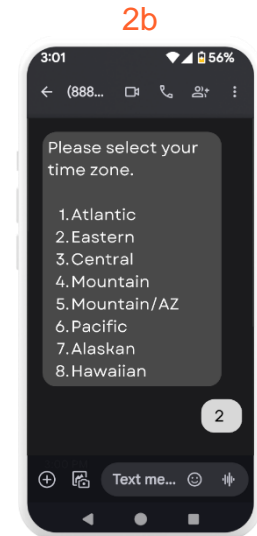 2b
3:01 56%
(888...
Please select your
time zone.
1. Atlantic
2. Eastern
3. Central
4. Mountain
5. Mountain/AZ
6. Pacific
7. Alaskan
8. Hawaiian
2
Text me...